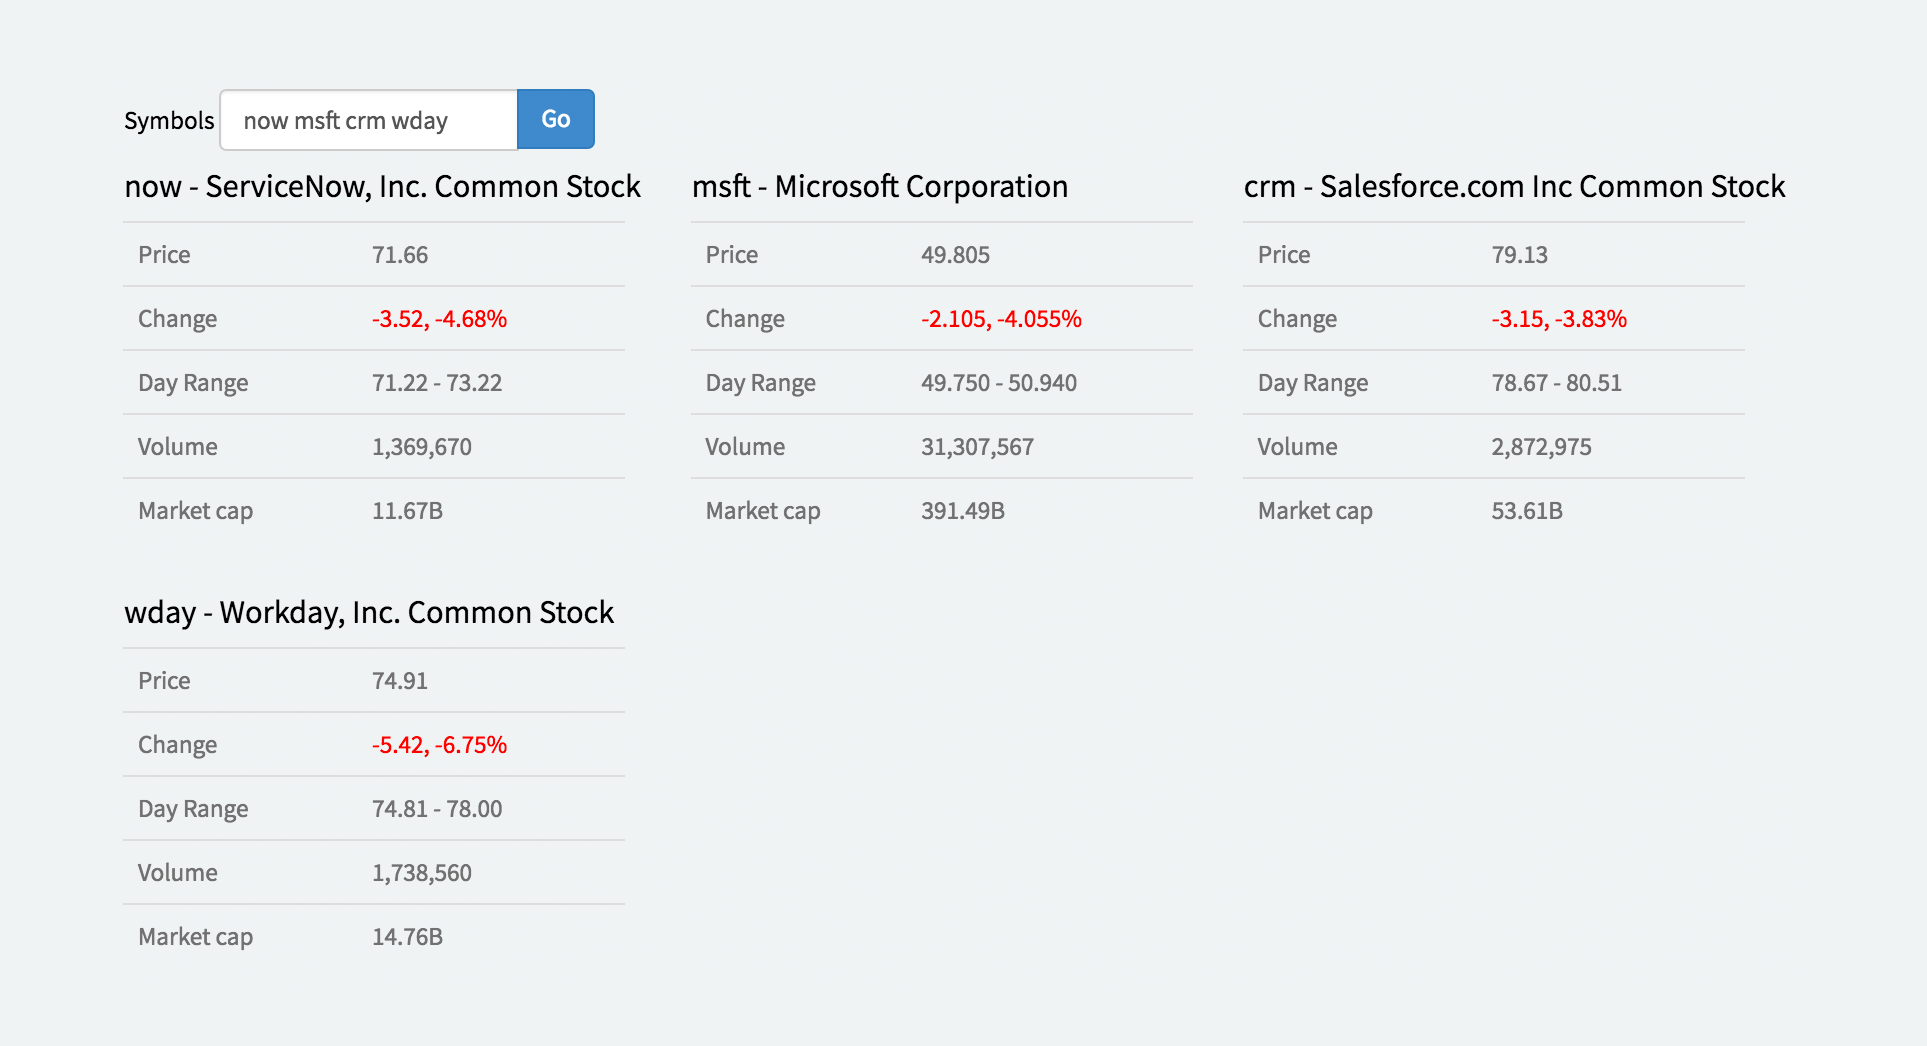 Symbols now msft crm wday Go
now - ServiceNow, Inc. Common Stock
Price 71.66
Change -3.52, -4.68%
Day Range 71.22 - 73.22
Volume 1,369,670
Market cap 11.67B
msft - Microsoft Corporation
Price 49.805
Change -2.105, -4.055%
Day Range 49.750 - 50.940
Volume 31,307,567
Market cap 391.49B
crm - Salesforce.com Inc Common Stock
Price 79.13
Change -3.15, -3.83%
Day Range 78.67 - 80.51
Volume 2,872,975
Market cap 53.61B
wday - Workday, Inc. Common Stock
Price 74.91
Change -5.42, -6.75%
Day Range 74.81 - 78.00
Volume 1,738,560
Market cap 14.76B